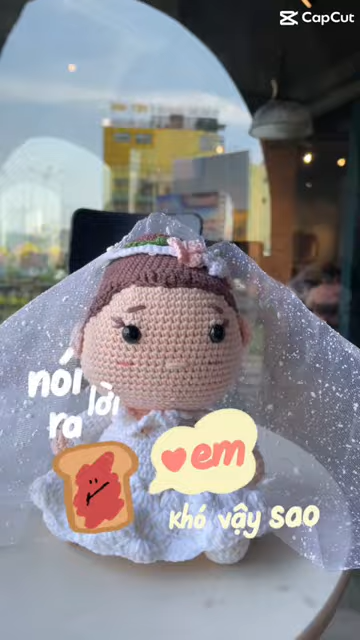 CapCut
nói
lời
ra
em
khó vậy sao